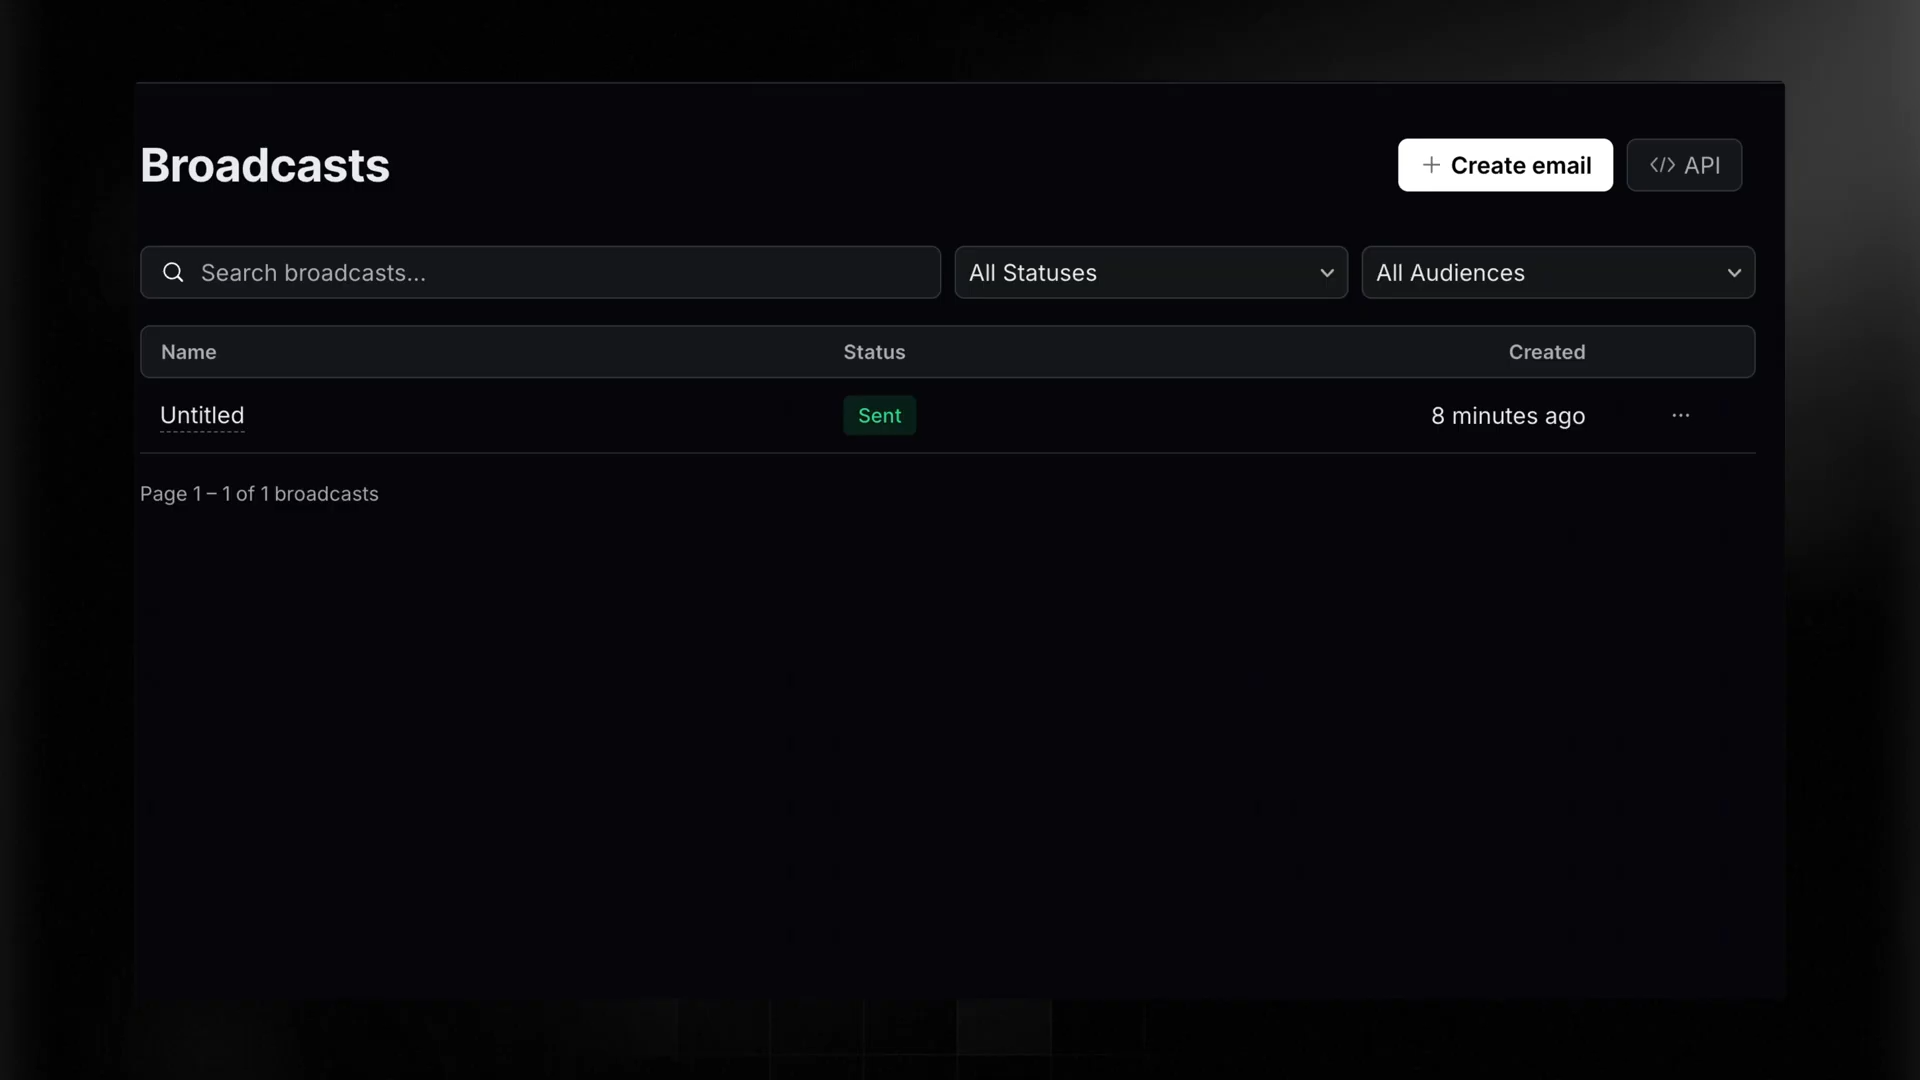 Broadcasts
Create email
API
Search broadcasts...
All Statuses
All Audiences
Name Status Created
Untitled Sent 8 minutes ago
Page 1 – 1 of 1 broadcasts